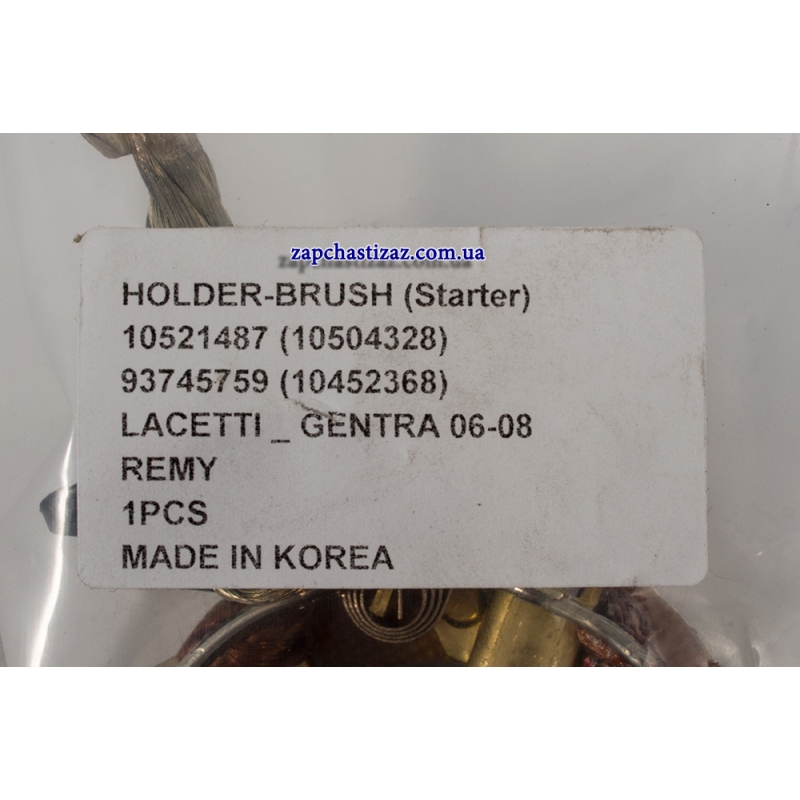 zapchastizaz.com.ua
HOLDER-BRUSH (Starter)
10521487 (10504328)
93745759 (10452368)
LACETTI _ GENTRA 06-08
REMY
1PCS
MADE IN KOREA